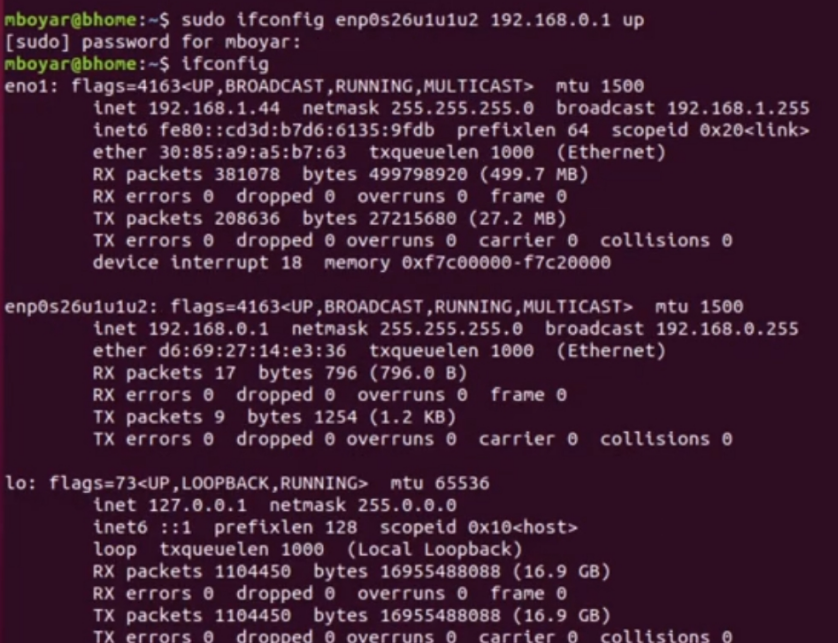 mboyar@bhome:~$ sudo ifconfig enp0s26u1u1u2 192.168.0.1 up
[sudo] password for mboyar:
mboyar@bhome:~$ ifconfig
eno1: flags=4163<UP,BROADCAST,RUNNING,MULTICAST>  mtu 1500
        inet 192.168.1.44  netmask 255.255.255.0  broadcast 192.168.1.255
        inet6 fe80::cd3d:b7d6:6135:9fdb  prefixlen 64  scopeid 0x20<link>
        ether 30:85:a9:a5:b7:63  txqueuelen 1000  (Ethernet)
        RX packets 381078  bytes 499798920 (499.7 MB)
        RX errors 0  dropped 0  overruns 0  frame 0
        TX packets 208636  bytes 27215680 (27.2 MB)
        TX errors 0  dropped 0 overruns 0  carrier 0  collisions 0
        device interrupt 18  memory 0xf7c00000-f7c20000

enp0s26u1u1u2: flags=4163<UP,BROADCAST,RUNNING,MULTICAST>  mtu 1500
        inet 192.168.0.1  netmask 255.255.255.0  broadcast 192.168.0.255
        ether d6:69:27:14:e3:36  txqueuelen 1000  (Ethernet)
        RX packets 17  bytes 796 (796.0 B)
        RX errors 0  dropped 0  overruns 0  frame 0
        TX packets 9  bytes 1254 (1.2 KB)
        TX errors 0  dropped 0 overruns 0  carrier 0  collisions 0

lo: flags=73<UP,LOOPBACK,RUNNING>  mtu 65536
        inet 127.0.0.1  netmask 255.0.0.0
        inet6 ::1  prefixlen 128  scopeid 0x10<host>
        loop  txqueuelen 1000  (Local Loopback)
        RX packets 1104450  bytes 16955488088 (16.9 GB)
        RX errors 0  dropped 0  overruns 0  frame 0
        TX packets 1104450  bytes 16955488088 (16.9 GB)
        TX errors 0  dropped 0 overruns 0  carrier 0  collisions 0